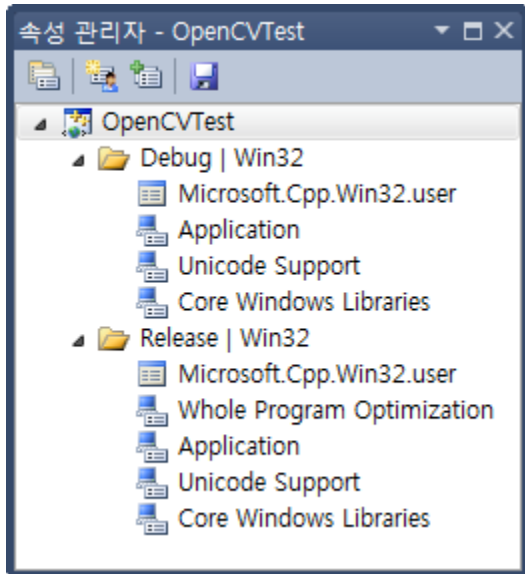 속성 관리자 - OpenCVTest
OpenCVTest
Debug | Win32
Microsoft.Cpp.Win32.user
Application
Unicode Support
Core Windows Libraries
Release | Win32
Microsoft.Cpp.Win32.user
Whole Program Optimization
Application
Unicode Support
Core Windows Libraries